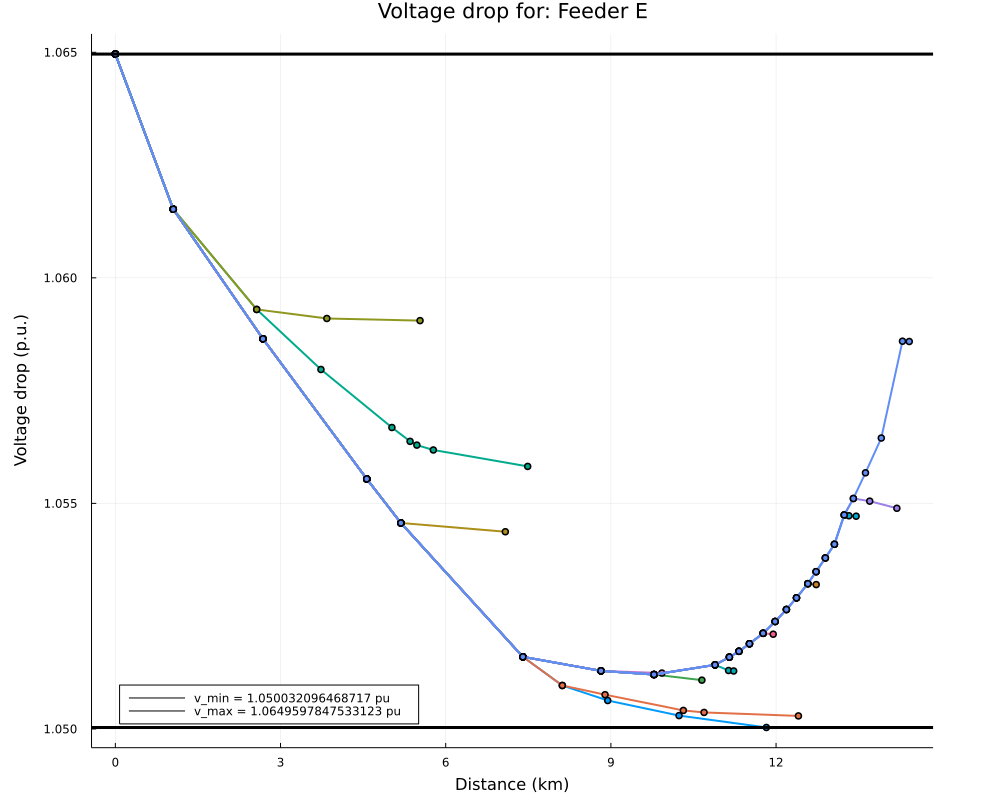 Voltage drop for: Feeder E
Voltage drop (p.u.)
1.065
1.060
1.055
1.050
v_min = 1.050032096468717 pu
v_max = 1.0649597847533123 pu
0 3 6 9 12
Distance (km)